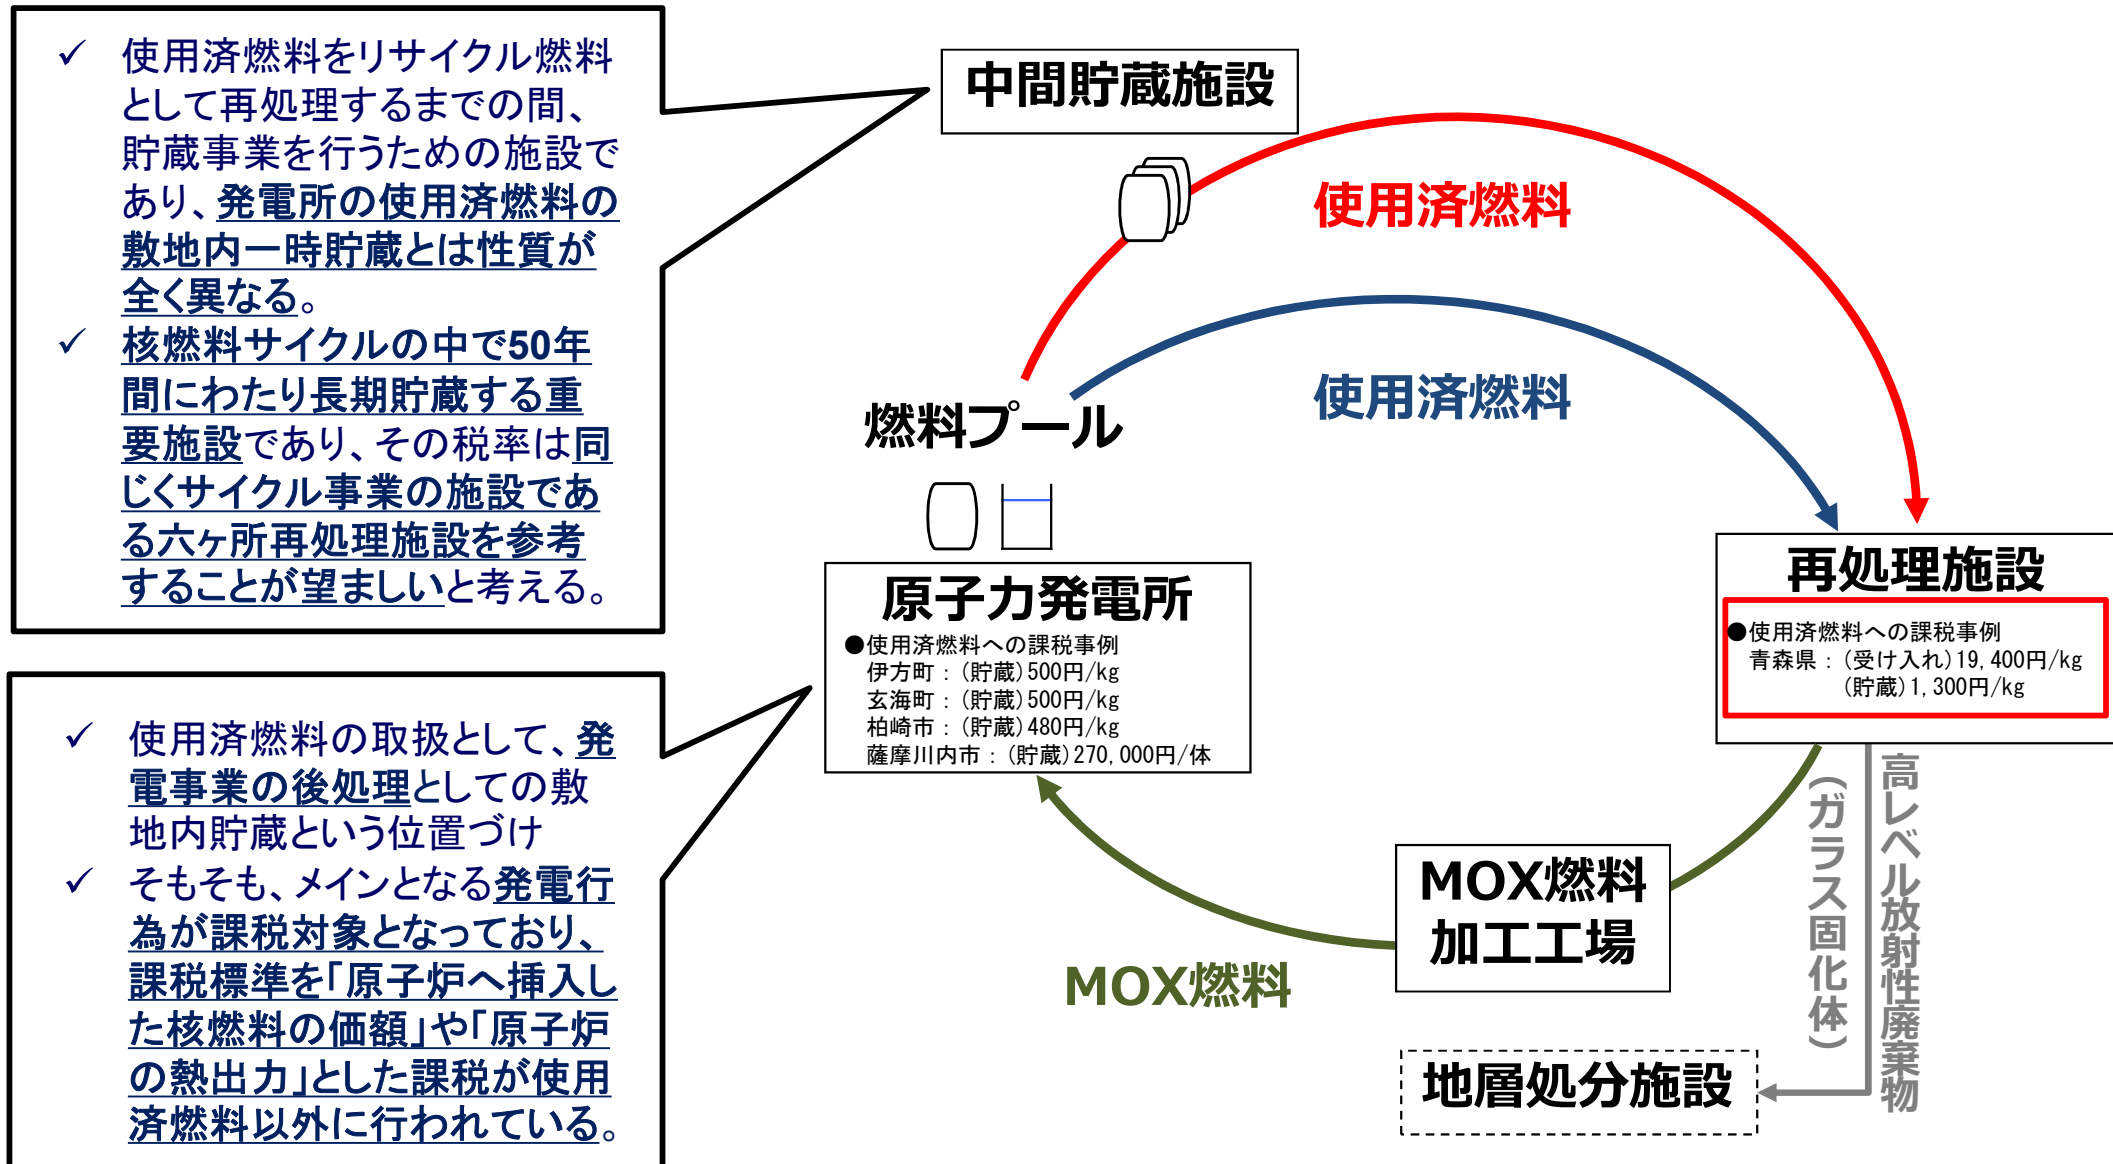 ✓ 使用済燃料をリサイクル燃料
として再処理するまでの間、
貯蔵事業を行うための施設で
あり、発電所の使用済燃料の
敷地内一時貯蔵とは性質が
全く異なる。
✓ 核燃料サイクルの中で50年
間にわたり長期貯蔵する重
要施設であり、その税率は同
じくサイクル事業の施設であ
る六ヶ所再処理施設を参考
することが望ましいと考える。
✓ 使用済燃料の取扱として、発
電事業の後処理としての敷
地内貯蔵という位置づけ
✓ そもそも、メインとなる発電行
為が課税対象となっており、
課税標準を「原子炉へ挿入し
た核燃料の価額」や「原子炉
の熱出力」とした課税が使用
済燃料以外に行われている。
中間貯蔵施設
使用済燃料
使用済燃料
燃料プール
原子力発電所
●使用済燃料への課税事例
伊方町：(貯蔵)500円/kg
玄海町：(貯蔵)500円/kg
柏崎市：(貯蔵)480円/kg
薩摩川内市：(貯蔵)270,000円/体
再処理施設
●使用済燃料への課税事例
青森県：(受け入れ)19,400円/kg
(貯蔵)1,300円/kg
高レベル放射性廃棄物
(ガラス固化体)
MOX燃料
加工工場
MOX燃料
地層処分施設